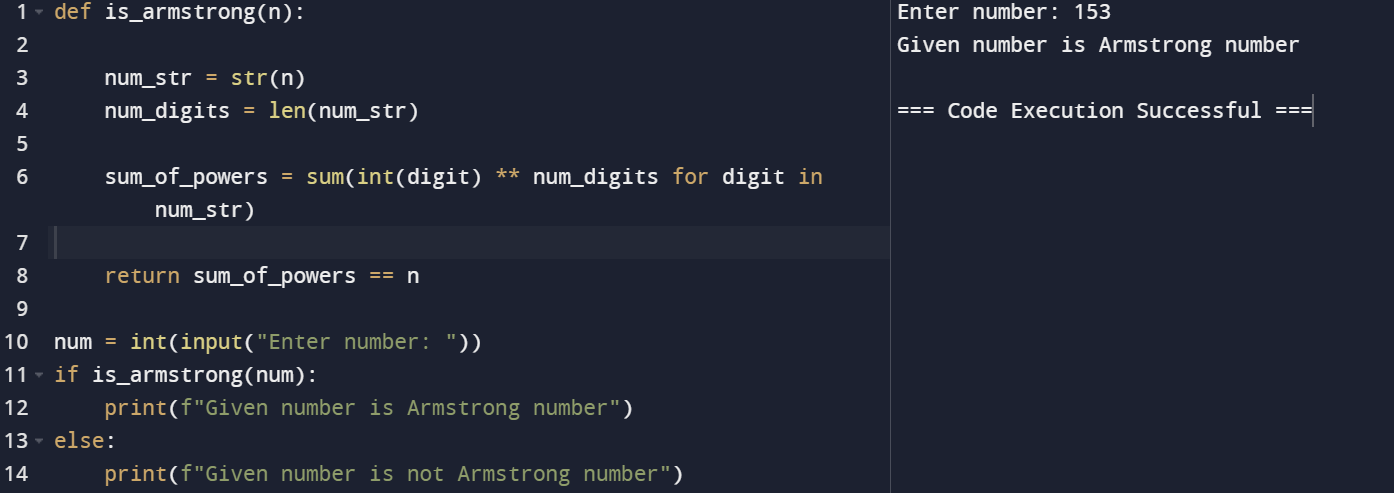 1 def is_armstrong(n):
2
3     num_str = str(n)
4     num_digits = len(num_str)
5
6     sum_of_powers = sum(int(digit) ** num_digits for digit in
            num_str)
7
8     return sum_of_powers == n
9
10 num = int(input("Enter number: "))
11 if is_armstrong(num):
12     print(f"Given number is Armstrong number")
13 else:
14     print(f"Given number is not Armstrong number")
Enter number: 153
Given number is Armstrong number
=== Code Execution Successful ===